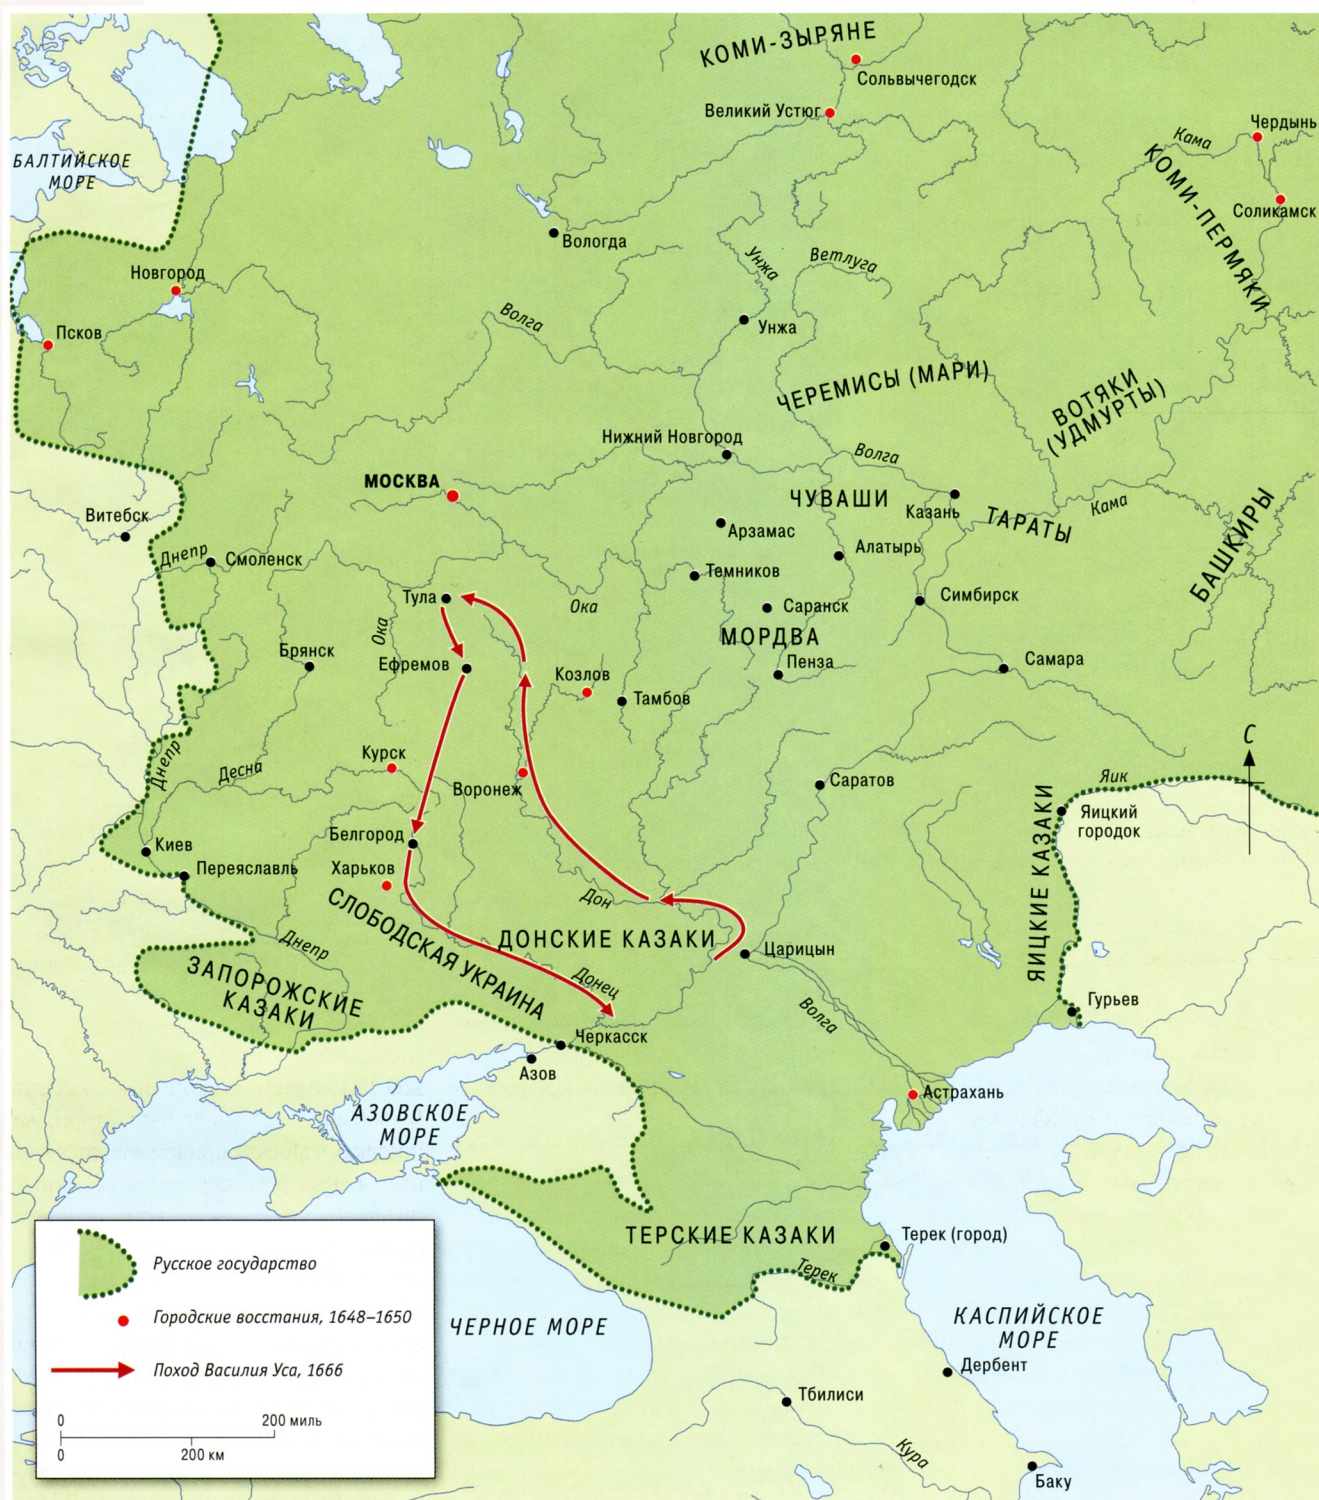 КОМИ-ЗЫРЯНЕ
Сольвычегодск
Великий Устюг
Чердынь
Кама
КОМИ-ПЕРМЯКИ
Соликамск
БАЛТИЙСКОЕ
МОРЕ
Вологда
Унжа
Ветлуга
Новгород
Волга
Унжа
Псков
ЧЕРЕМИСЫ (МАРИ)
ВОТЯКИ
(УДМУРТЫ)
Нижний Новгород
Волга
МОСКВА
ЧУВАШИ
Казань
ТАРАТЫ
Кама
БАШКИРЫ
Витебск
Арзамас
Алатырь
Днепр
Смоленск
Темников
Тула
Ока
Саранск
Симбирск
Ока
МОРДВА
Брянск
Ефремов
Козлов
Пенза
Самара
Тамбов
С
Днепр
Десна
Курск
Воронеж
Саратов
Яик
Яицкий
городок
ЯИЦКИЕ КАЗАКИ
Белгород
Киев
Переяславль
Харьков
СЛОБОДСКАЯ УКРАИНА
Дон
ДОНСКИЕ КАЗАКИ
Царицын
Днепр
ЗАПОРОЖСКИЕ
КАЗАКИ
Донец
Волга
Гурьев
Черкасск
Азов
Астрахань
АЗОВСКОЕ
МОРЕ
ТЕРСКИЕ КАЗАКИ
Терек (город)
Терек
Русское государство
Городские восстания, 1648–1650
Поход Василия Уса, 1666
0
200 миль
0
200 км
ЧЕРНОЕ МОРЕ
КАСПИЙСКОЕ
МОРЕ
Дербент
Тбилиси
Кура
Баку